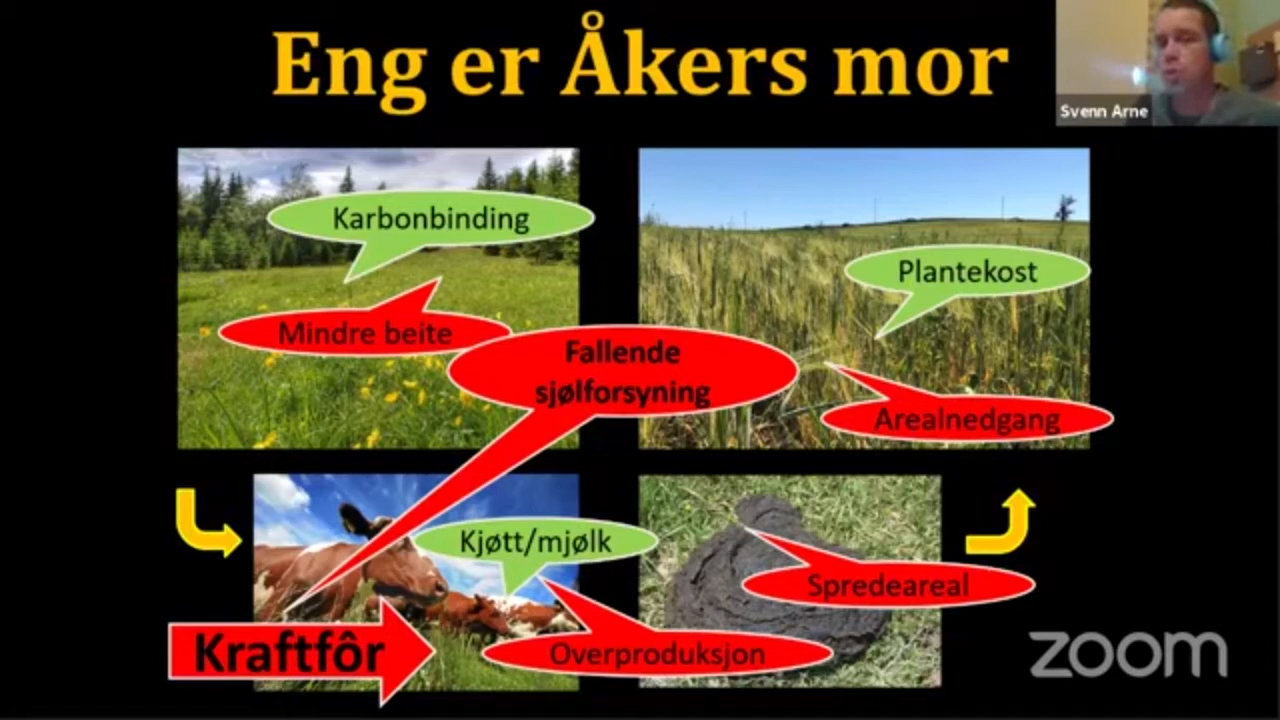 Eng er Åkers mor
Svenn Arne
Karbonbinding
Plantekost
Mindre beite
Fallende
sjølforsyning
Arealnedgang
Kjøtt/mjølk
Spredeareal
Kraftfôr
Overproduksjon
zoom